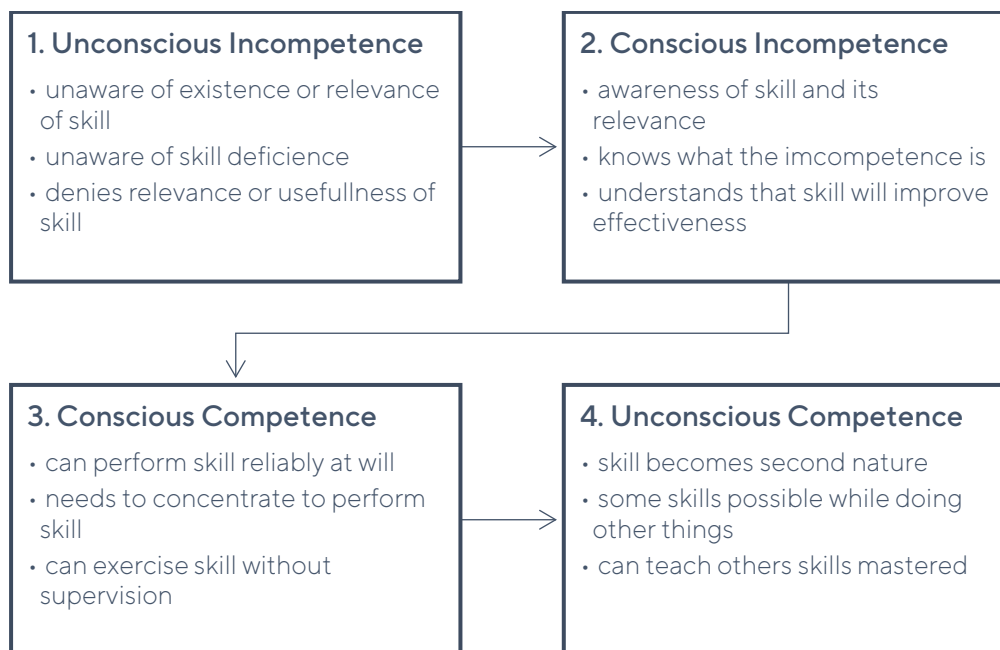 1. Unconscious Incompetence
• unaware of existence or relevance
of skill
• unaware of skill deficience
• denies relevance or usefullness of
skill
2. Conscious Incompetence
• awareness of skill and its
relevance
• knows what the imcompetence is
• understands that skill will improve
effectiveness
3. Conscious Competence
• can perform skill reliably at will
• needs to concentrate to perform
skill
• can exercise skill without
supervision
4. Unconscious Competence
• skill becomes second nature
• some skills possible while doing
other things
• can teach others skills mastered